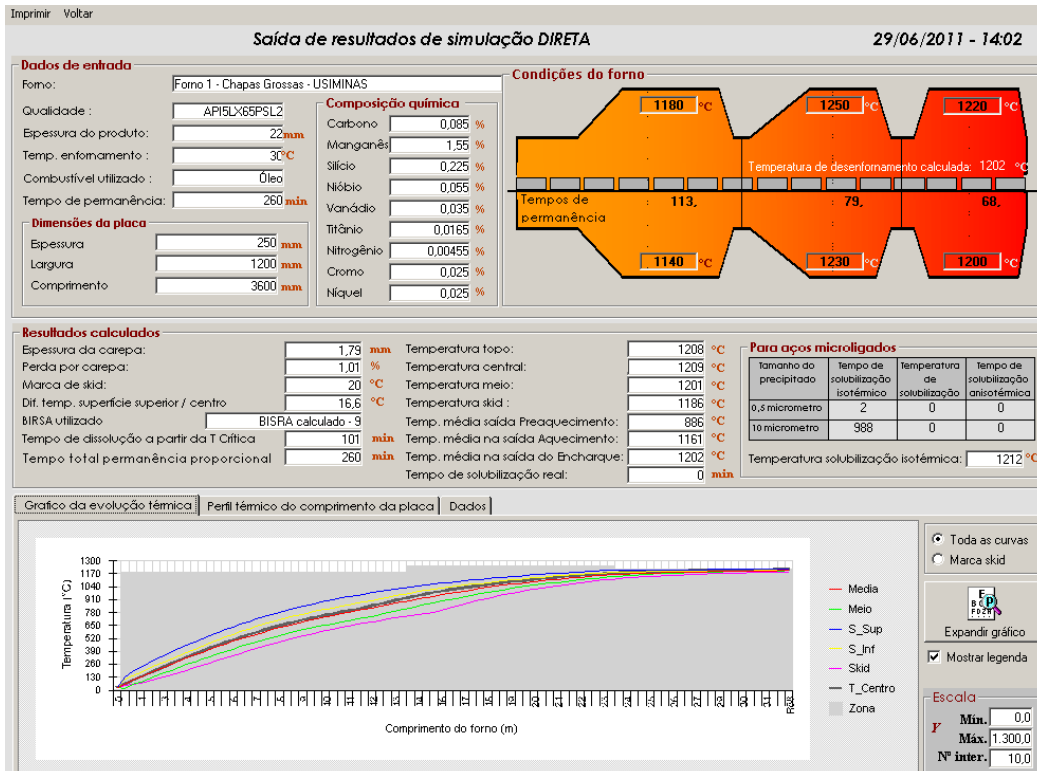 Imprimir Voltar
Saída de resultados de simulação DIRETA
29/06/2011 - 14:02
Dados de entrada
Forno: Forno 1 - Chapas Grossas - USIMINAS
Qualidade : API5LX65PSL2
Espessura do produto: 22 mm
Temp. enfornamento : 30 °C
Combustível utilizado : Óleo
Tempo de permanência: 260 min
Dimensões da placa
Espessura 250 mm
Largura 1200 mm
Comprimento 3600 mm
Composição química
Carbono 0,085 %
Manganês 1,55 %
Silício 0,225 %
Nióbio 0,055 %
Vanádio 0,035 %
Titânio 0,0165 %
Nitrogênio 0,00455 %
Cromo 0,025 %
Níquel 0,025 %
Condições do forno
1180 °C 1250 °C 1220 °C
Temperatura de desenfornamento calculada: 1202 °C
Tempos de permanência 113, 79, 68,
1140 °C 1230 °C 1200 °C
Resultados calculados
Espessura da carepa: 1,79 mm
Perda por carepa: 1,01 %
Marca de skid: 20 °C
Dif. temp. superfície superior / centro 16,6 °C
BIRSA utilizado BISRA calculado - 9
Tempo de dissolução a partir da T Crítica 101 min
Tempo total permanência proporcional 260 min
Temperatura topo: 1208 °C
Temperatura central: 1209 °C
Temperatura meio: 1201 °C
Temperatura skid : 1186 °C
Temp. média saída Preaquecimento: 886 °C
Temp. média na saída Aquecimento: 1161 °C
Temp. média na saída do Encharque: 1202 °C
Tempo de solubilização real: 0 min
Para aços microligados
Tamanho do precipitado Tempo de solubilização isotérmico Temperatura de solubilização Tempo de solubilização anisotérmica
0,5 micrometro 2 0 0
10 micrometro 988 0 0
Temperatura solubilização isotérmica: 1212 °C
Grafico da evolução térmica Perfil térmico do comprimento da placa Dados
Temperatura (°C)
1300
1170
1040
910
780
650
520
390
260
130
0
Comprimento do forno (m)
Media
Meio
S_Sup
S_Inf
Skid
T_Centro
Zona
Toda as curvas
Marca skid
Expandir gráfico
Mostrar legenda
Escala
Y
Mín. 0,0
Máx. 1.300,0
Nº inter. 10,0